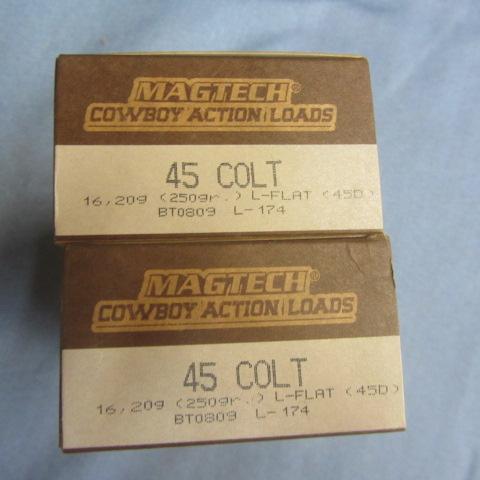 MAGTECH®
COWBOY ACTION LOADS
45 COLT
16,20g (250gr.) L-FLAT (45D)
BT0809 L-174
MAGTECH®
COWBOY ACTION LOADS
45 COLT
16,20g (250gr.) L-FLAT (45D)
BT0809 L-174